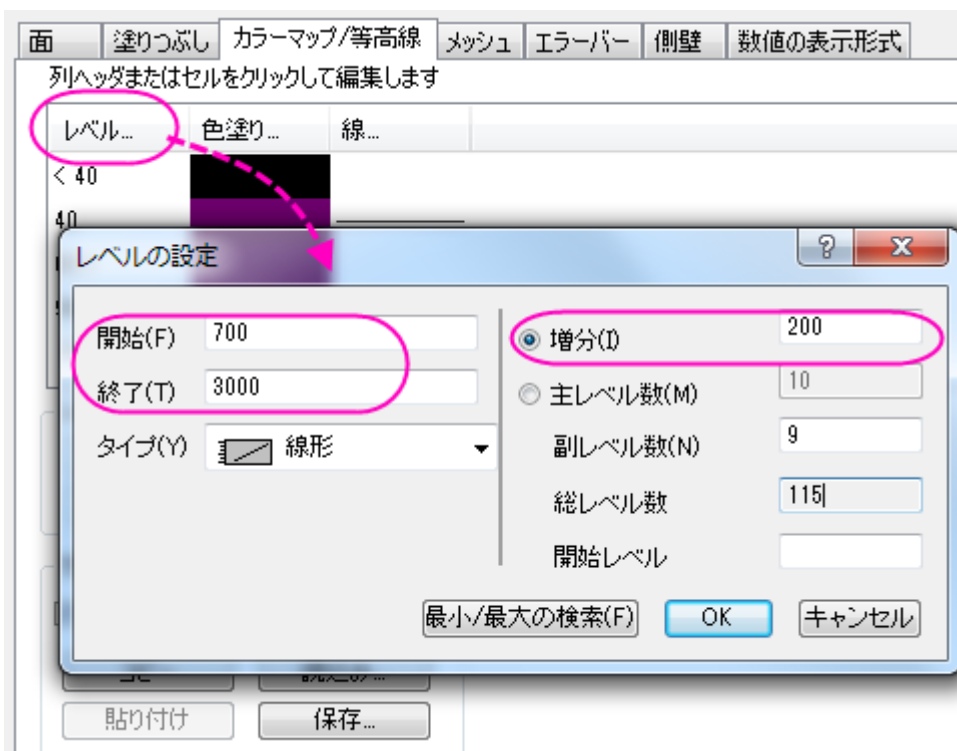 面 塗りつぶし カラーマップ/等高線 メッシュ エラーバー 側壁 数値の表示形式
列ヘッダまたはセルをクリックして編集します
レベル... 色塗り... 線...
< 40
40
レベルの設定
開始(F) 700
終了(T) 3000
タイプ(Y) 線形
増分(I) 200
主レベル数(M) 10
副レベル数(N) 9
総レベル数 115
開始レベル
最小/最大の検索(F) OK キャンセル
貼り付け 保存...